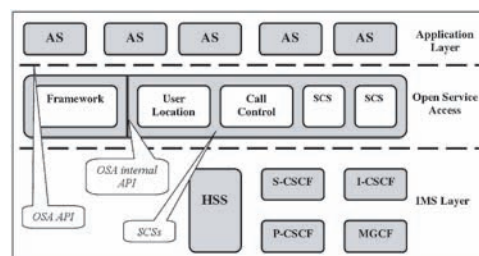 AS AS AS AS AS
Application
Layer
Framework
User
Location
Call
Control
SCS
SCS
Open Service
Access
OSA internal
API
OSA API
SCSs
HSS
S-CSCF
I-CSCF
IMS Layer
P-CSCF
MGCF